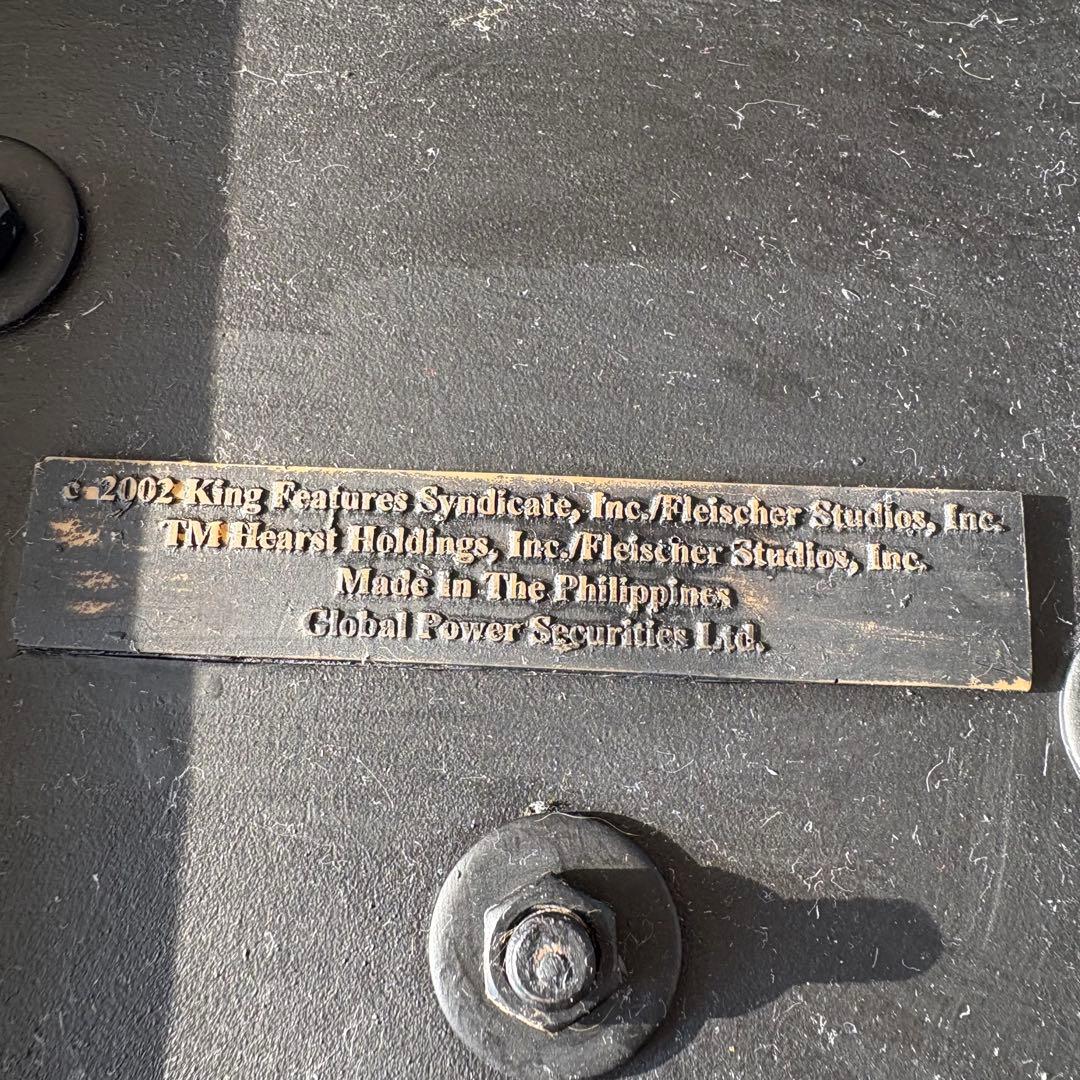 c 2002 King Features Syndicate, Inc./Fleischer Studios, Inc.
TM Hearst Holdings, Inc./Fleischer Studios, Inc.
Made in The Philippines
Global Power Securities Ltd.